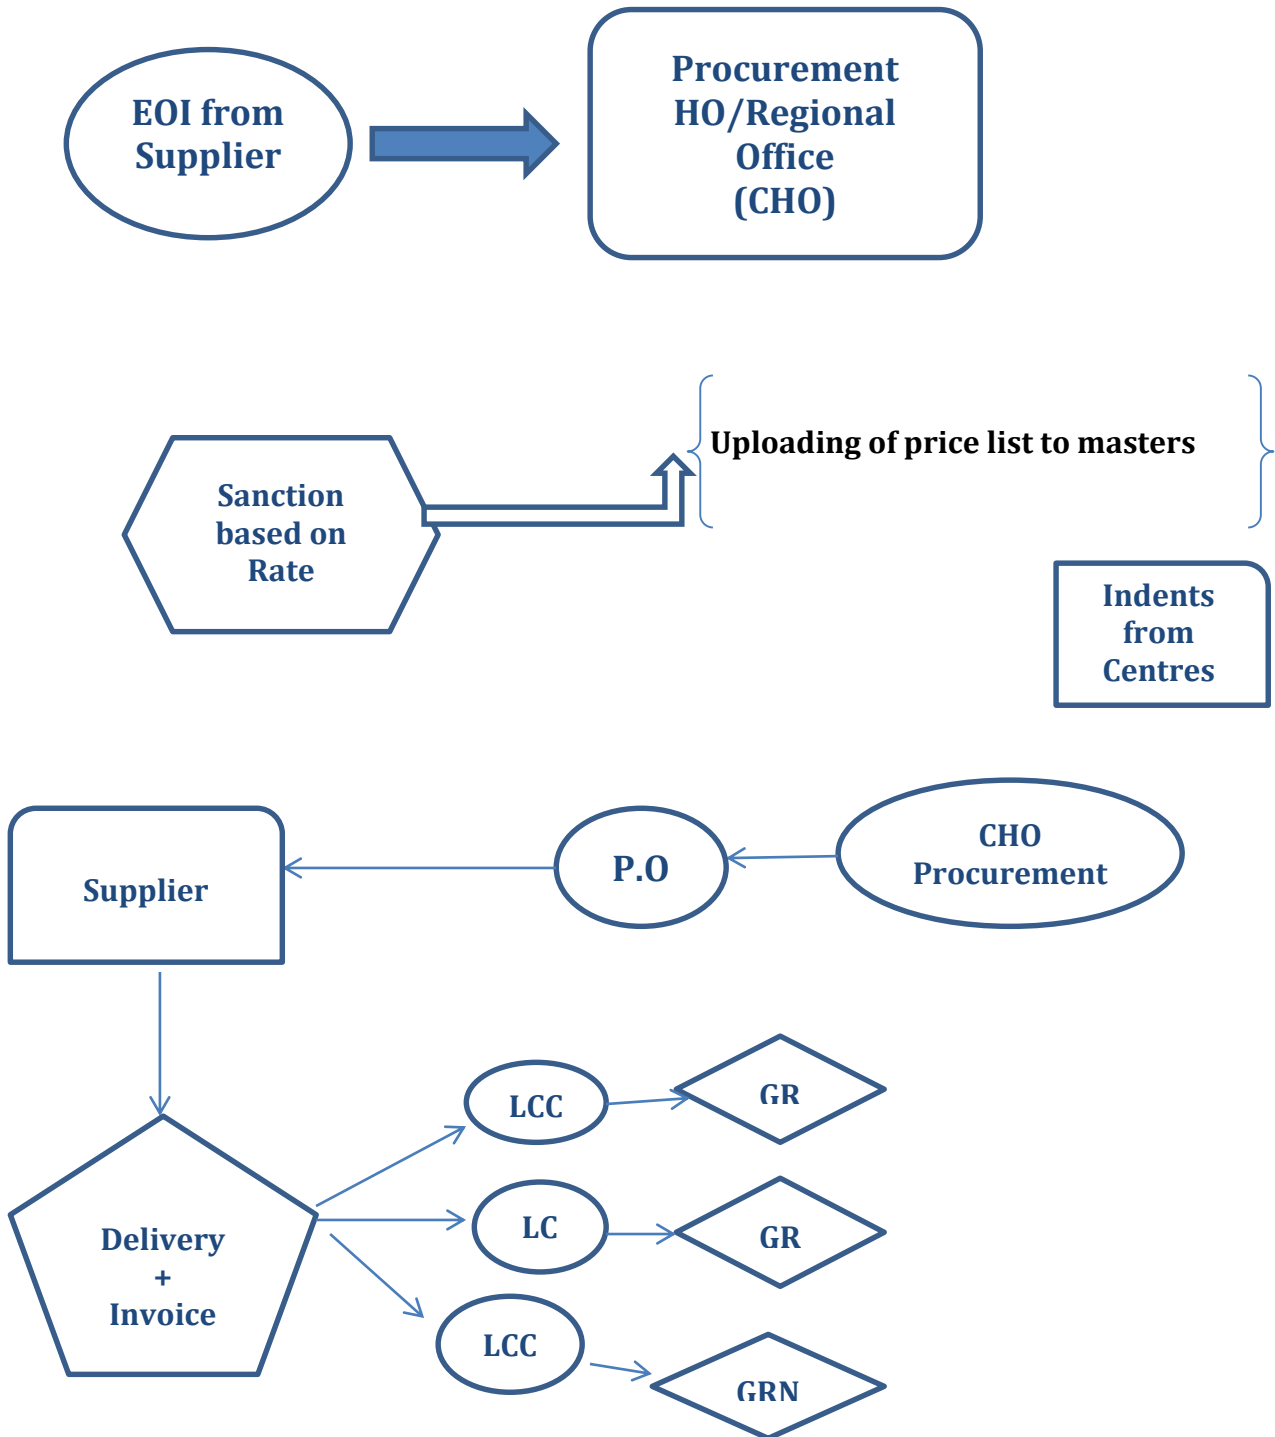 EOI from
Supplier
Procurement
HO/Regional
Office
(CHO)
Uploading of price list to masters
Sanction
based on
Rate
Indents
from
Centres
CHO
Procurement
P.O
Supplier
LCC
GR
LC
GR
Delivery
+
Invoice
LCC
GRN